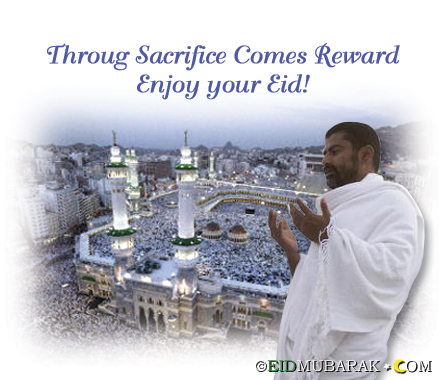 Throug Sacrifice Comes Reward
Enjoy your Eid!
©EIDMUBARAK.COM